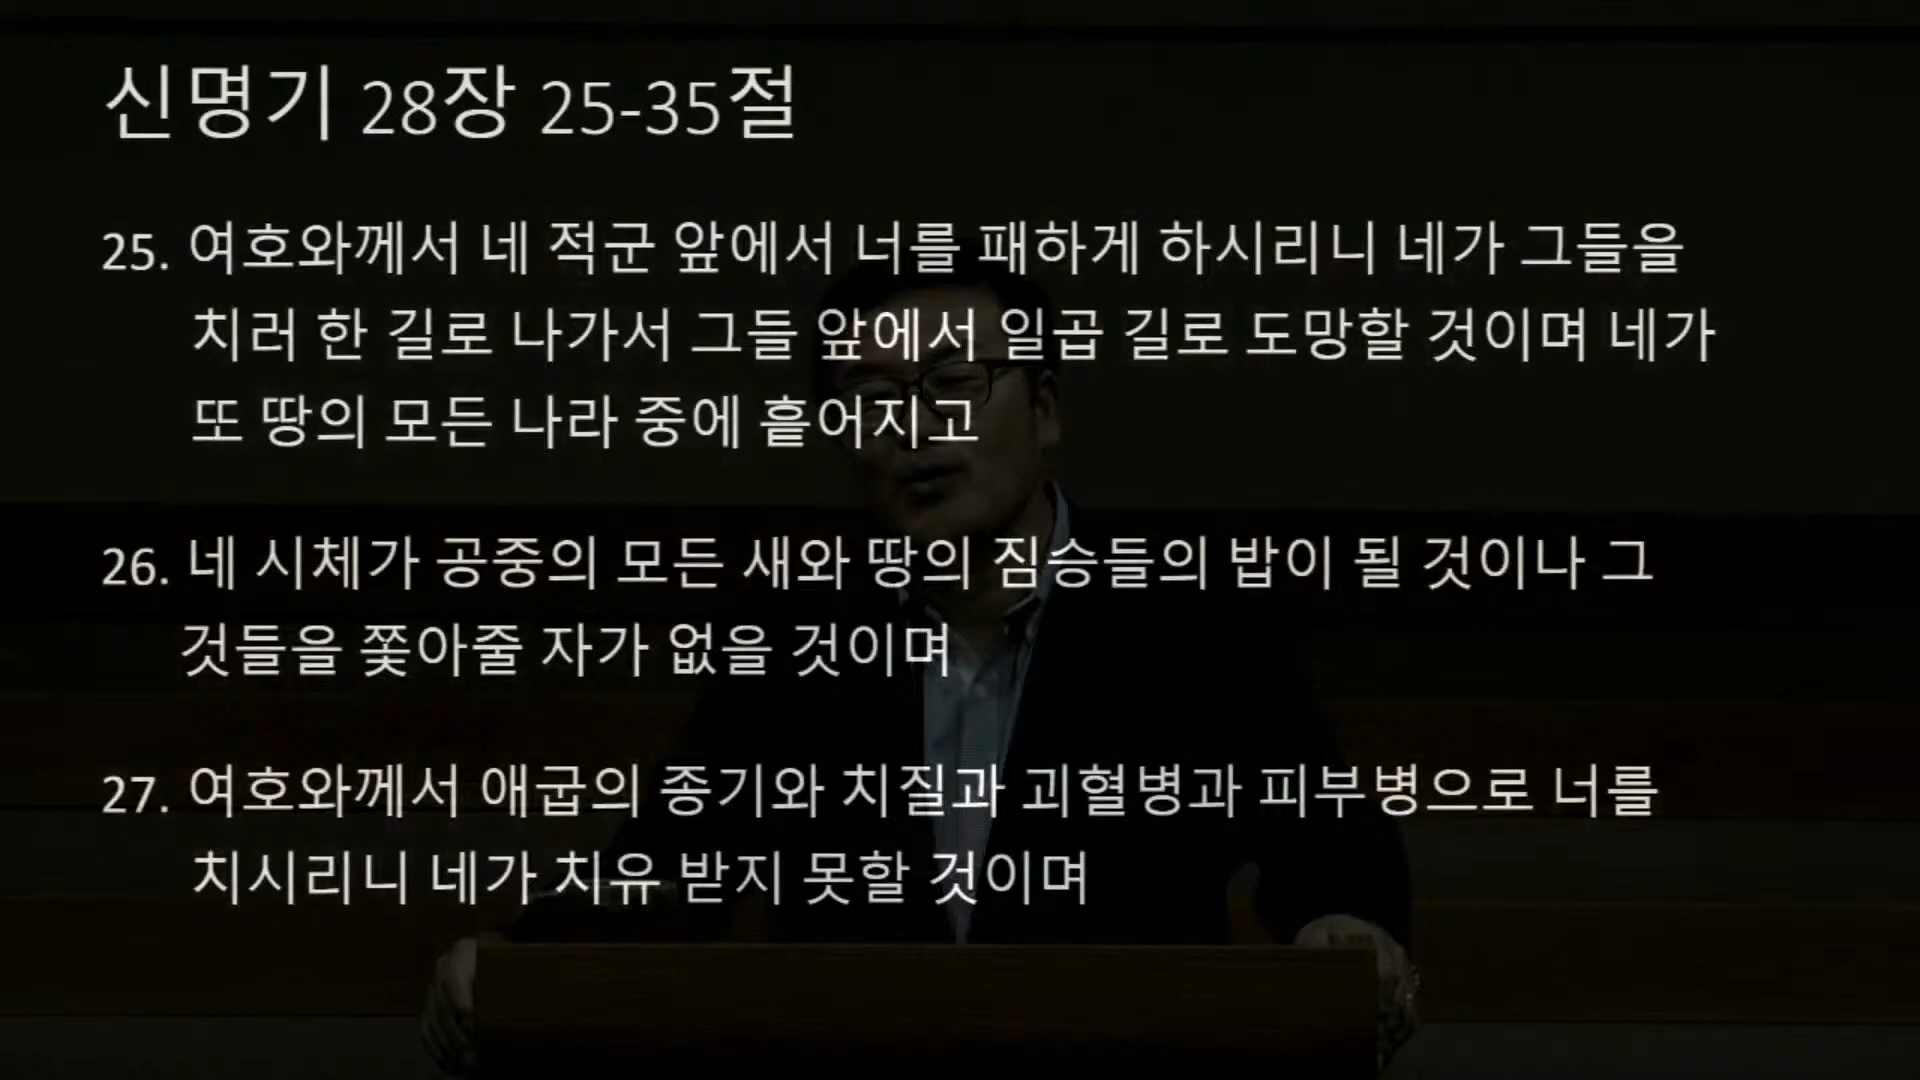 신명기 28장 25-35절
25. 여호와께서 네 적군 앞에서 너를 패하게 하시리니 네가 그들을
치러 한 길로 나가서 그들 앞에서 일곱 길로 도망할 것이며 네가
또 땅의 모든 나라 중에 흩어지고
26. 네 시체가 공중의 모든 새와 땅의 짐승들의 밥이 될 것이나 그
것들을 쫓아줄 자가 없을 것이며
27. 여호와께서 애굽의 종기와 치질과 괴혈병과 피부병으로 너를
치시리니 네가 치유 받지 못할 것이며